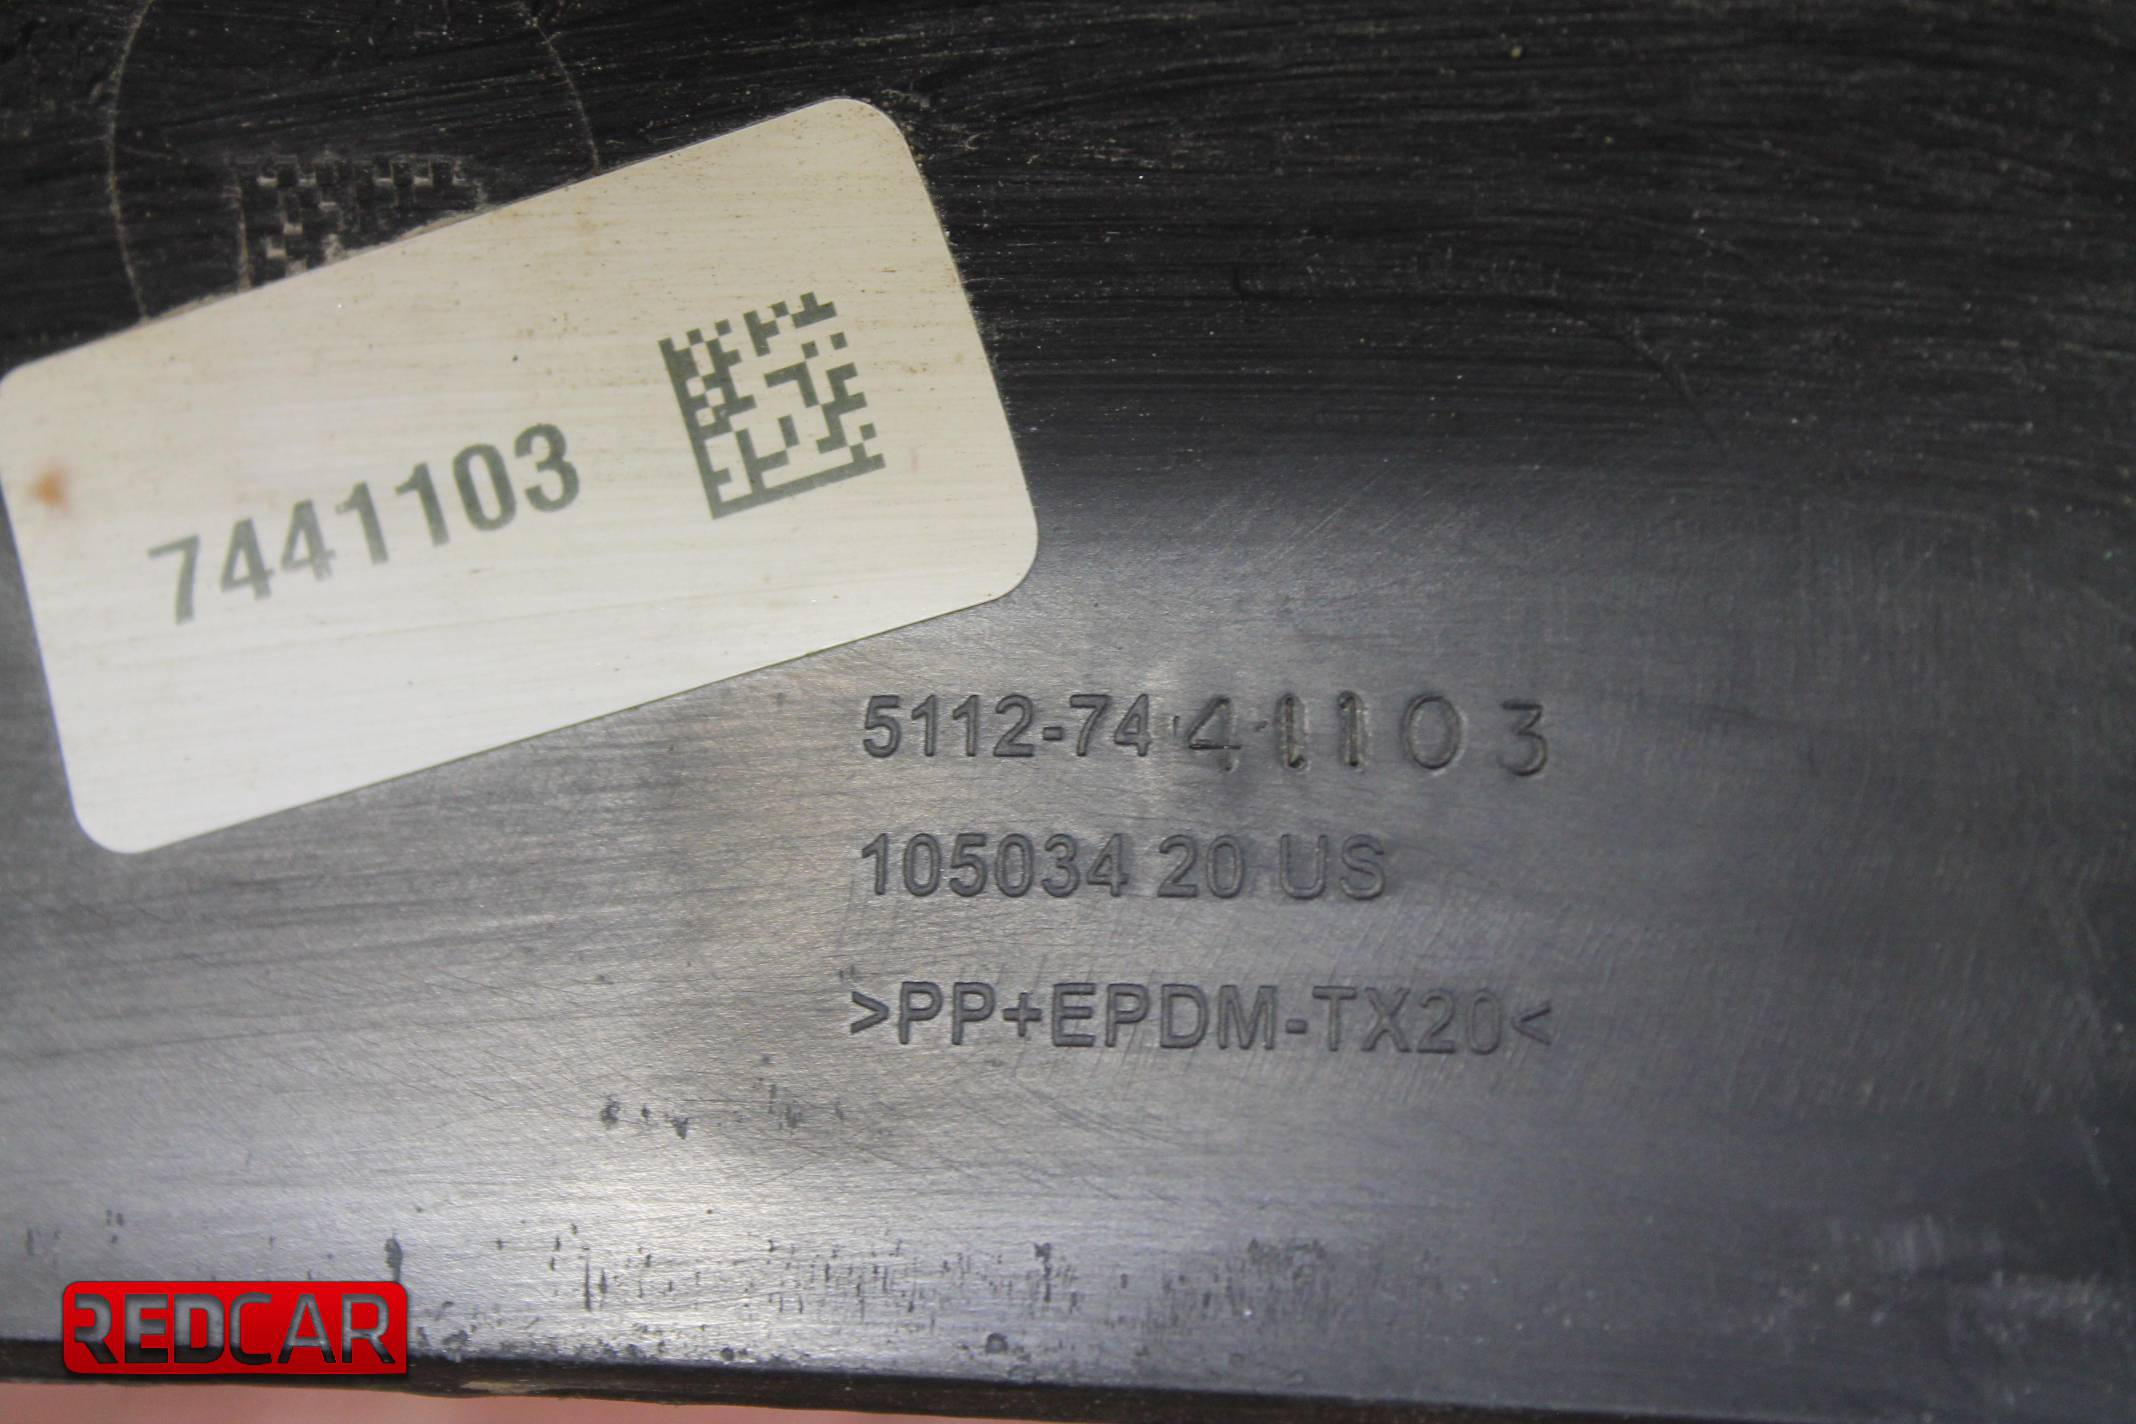 7441103
5112-7441103
105034 20 US
>PP+EPDM-TX20<
REDCAR